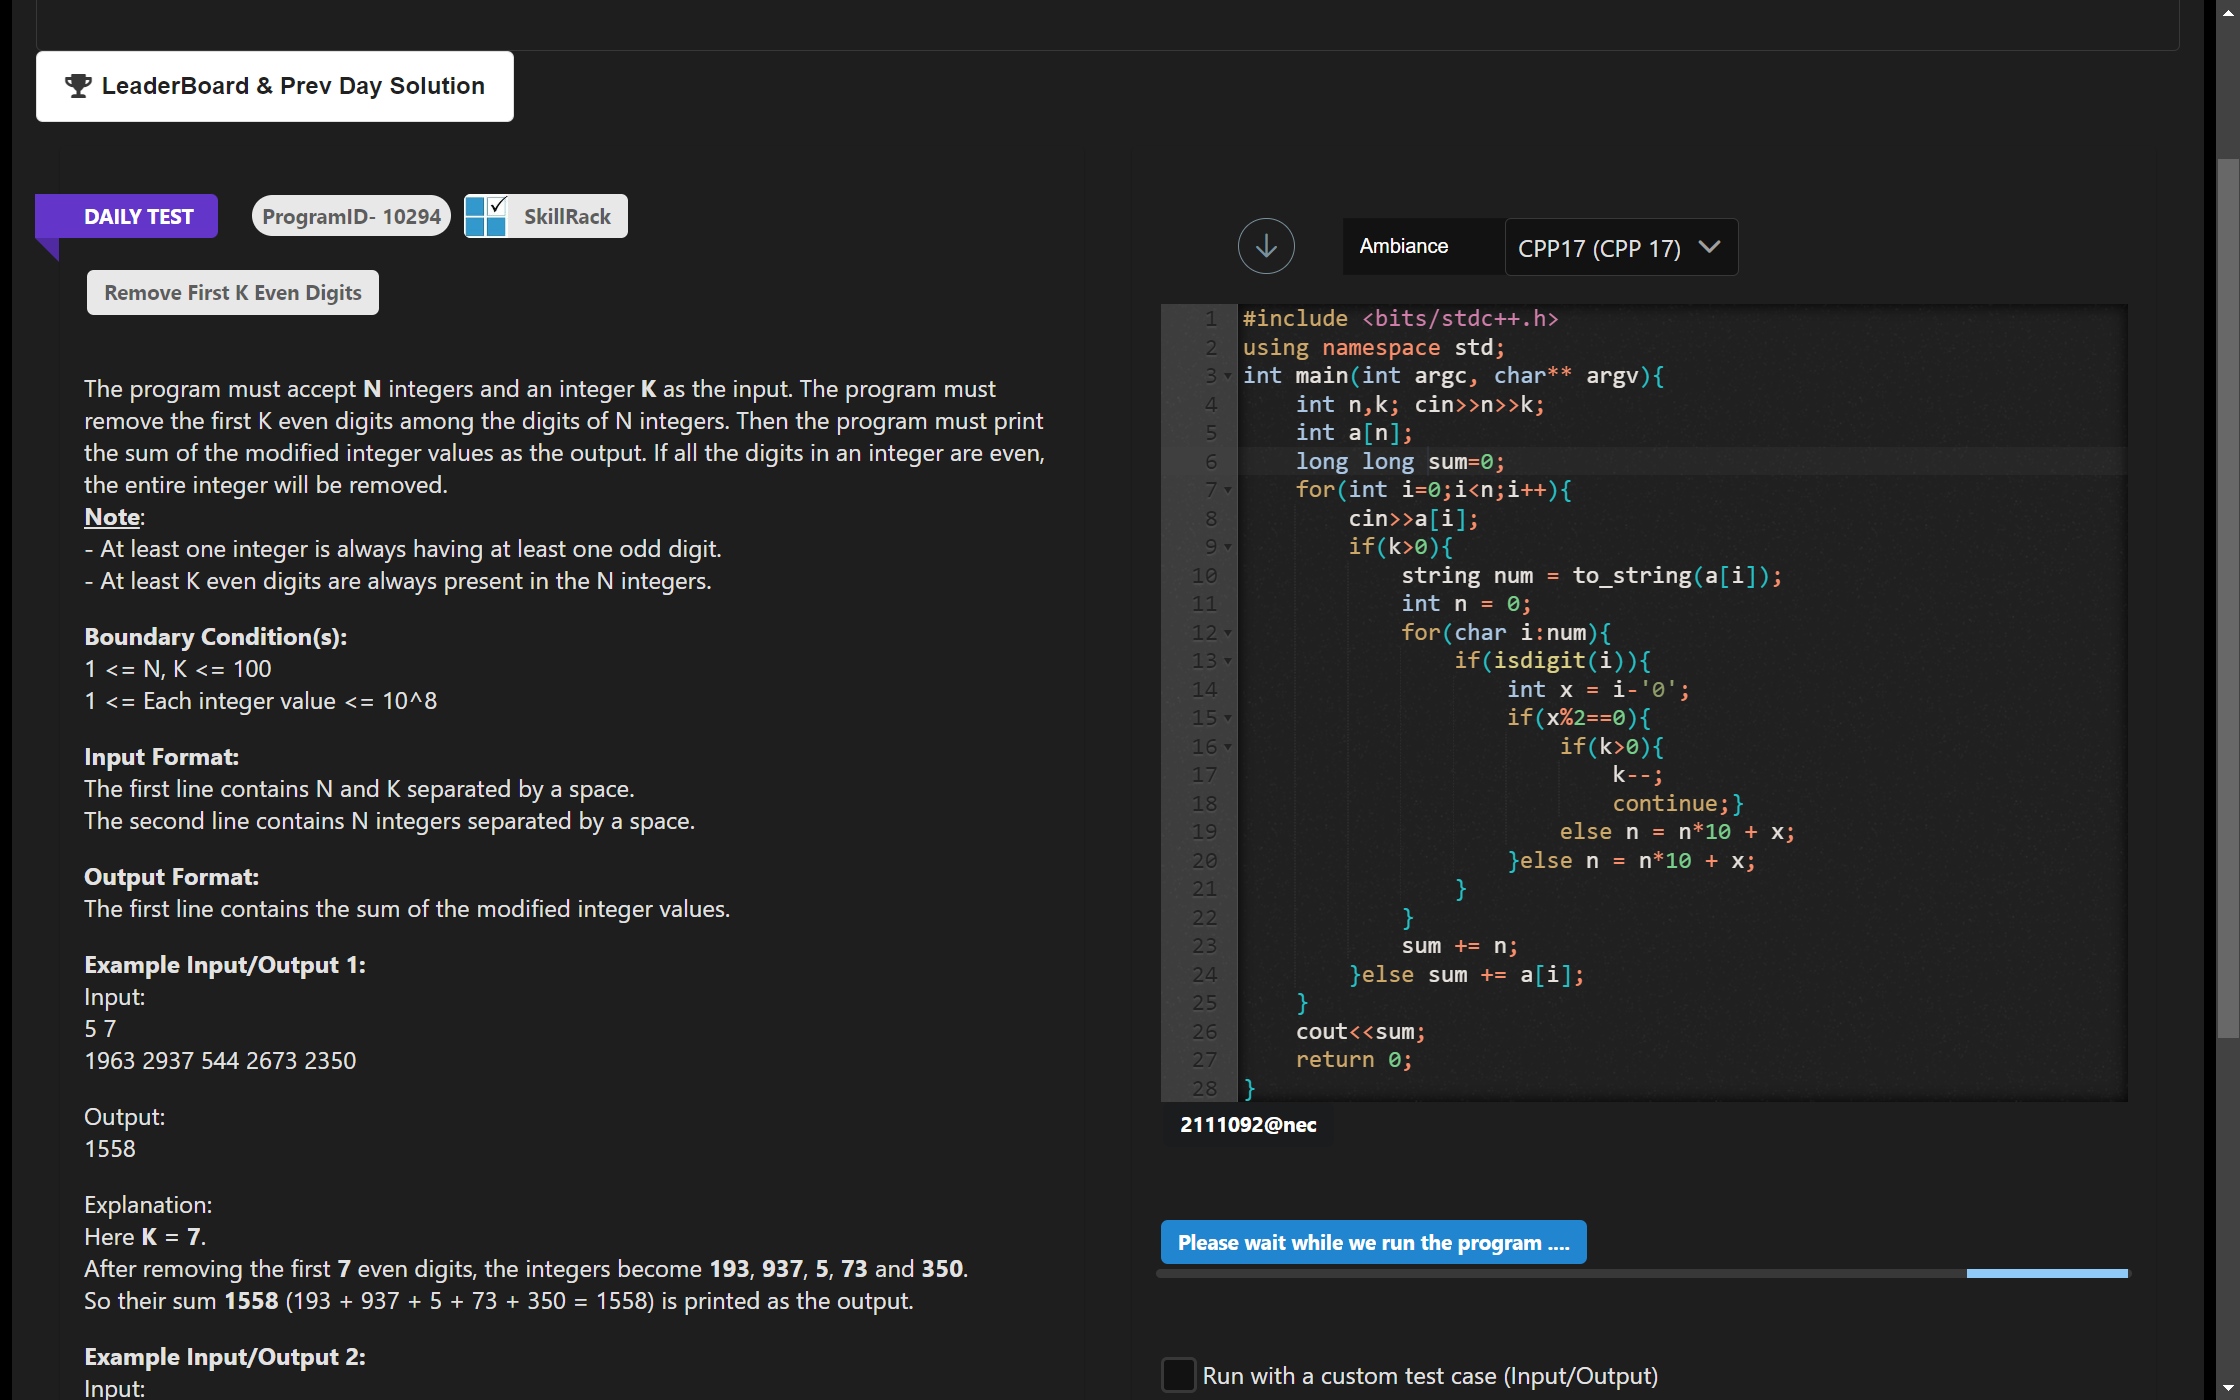 LeaderBoard & Prev Day Solution
DAILY TEST
ProgramID- 10294
SkillRack
Remove First K Even Digits
The program must accept N integers and an integer K as the input. The program must
remove the first K even digits among the digits of N integers. Then the program must print
the sum of the modified integer values as the output. If all the digits in an integer are even,
the entire integer will be removed.
Note:
- At least one integer is always having at least one odd digit.
- At least K even digits are always present in the N integers.
Boundary Condition(s):
1 <= N, K <= 100
1 <= Each integer value <= 10^8
Input Format:
The first line contains N and K separated by a space.
The second line contains N integers separated by a space.
Output Format:
The first line contains the sum of the modified integer values.
Example Input/Output 1:
Input:
5 7
1963 2937 544 2673 2350
Output:
1558
Explanation:
Here K = 7.
After removing the first 7 even digits, the integers become 193, 937, 5, 73 and 350.
So their sum 1558 (193 + 937 + 5 + 73 + 350 = 1558) is printed as the output.
Example Input/Output 2:
Input:
Ambiance
CPP17 (CPP 17)
1 #include <bits/stdc++.h>
2 using namespace std;
3 int main(int argc, char** argv){
4     int n,k; cin>>n>>k;
5     int a[n];
6     long long sum=0;
7     for(int i=0;i<n;i++){
8         cin>>a[i];
9         if(k>0){
10             string num = to_string(a[i]);
11             int n = 0;
12             for(char i:num){
13                 if(isdigit(i)){
14                     int x = i-'0';
15                     if(x%2==0){
16                         if(k>0){
17                             k--;
18                             continue;}
19                         else n = n*10 + x;
20                     }else n = n*10 + x;
21                 }
22             }
23             sum += n;
24         }else sum += a[i];
25     }
26     cout<<sum;
27     return 0;
28 }
2111092@nec
Please wait while we run the program ....
Run with a custom test case (Input/Output)